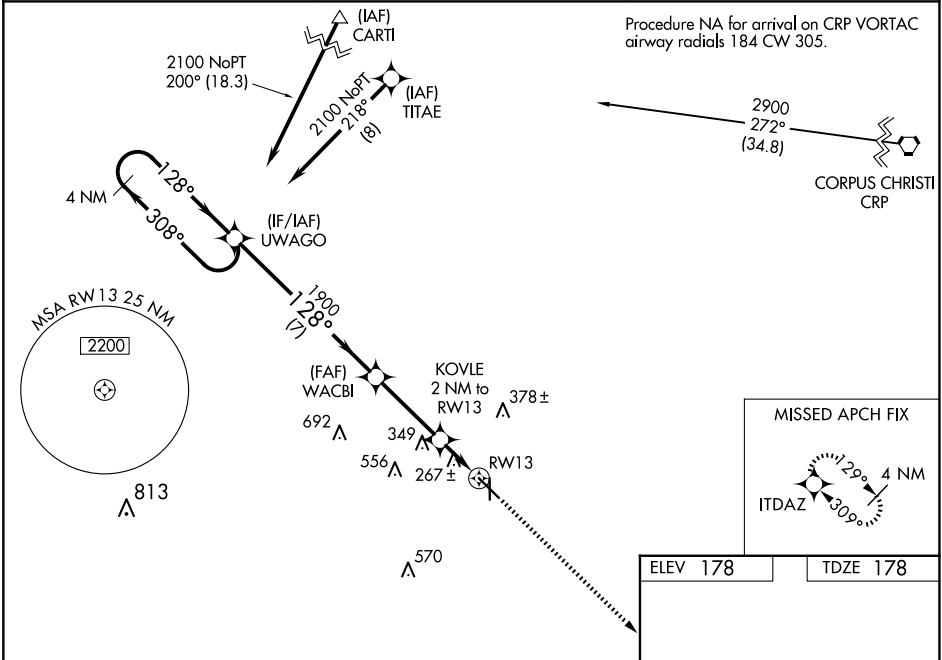 (IAF)
CARTI
Procedure NA for arrival on CRP VORTAC
airway radials 184 CW 305.
2100 NoPT
200° (18.3)
(IAF)
TITAE
2100 NoPT
218°
(8)
2900
272°
(34.8)
CORPUS CHRISTI
CRP
4 NM
128°
308°
(IF/IAF)
UWAGO
1900
128°
(7)
MSA RW13 25 NM
2200
813
(FAF)
WACBI
KOVLE
2 NM to
RW13
378 ±
692
349
556
267 ±
RW13
570
MISSED APCH FIX
129°
4 NM
ITDAZ
309°
ELEV 178
TDZE 178